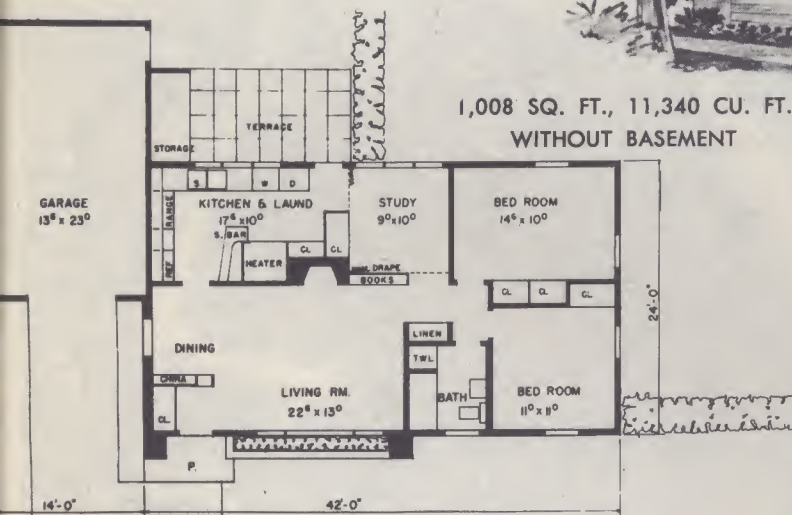 1,008 SQ. FT., 11,340 CU. FT.
WITHOUT BASEMENT
TERRACE
STORAGE
GARAGE
13⁶ x 23⁰
S
W
D
RANGE
KITCHEN & LAUND
17⁶ x 10⁰
S. BAR
REF
HEATER
CL
CL
STUDY
9⁰ x 10⁰
DRAPE
BOOKS
BED ROOM
14⁶ x 10⁰
CL
CL
CL
24'-0"
DINING
CHINA
CL
LIVING RM.
22⁶ x 13⁰
LINEN
TWL
BATH
BED ROOM
11⁰ x 11⁰
P.
14'-0"
42'-0"